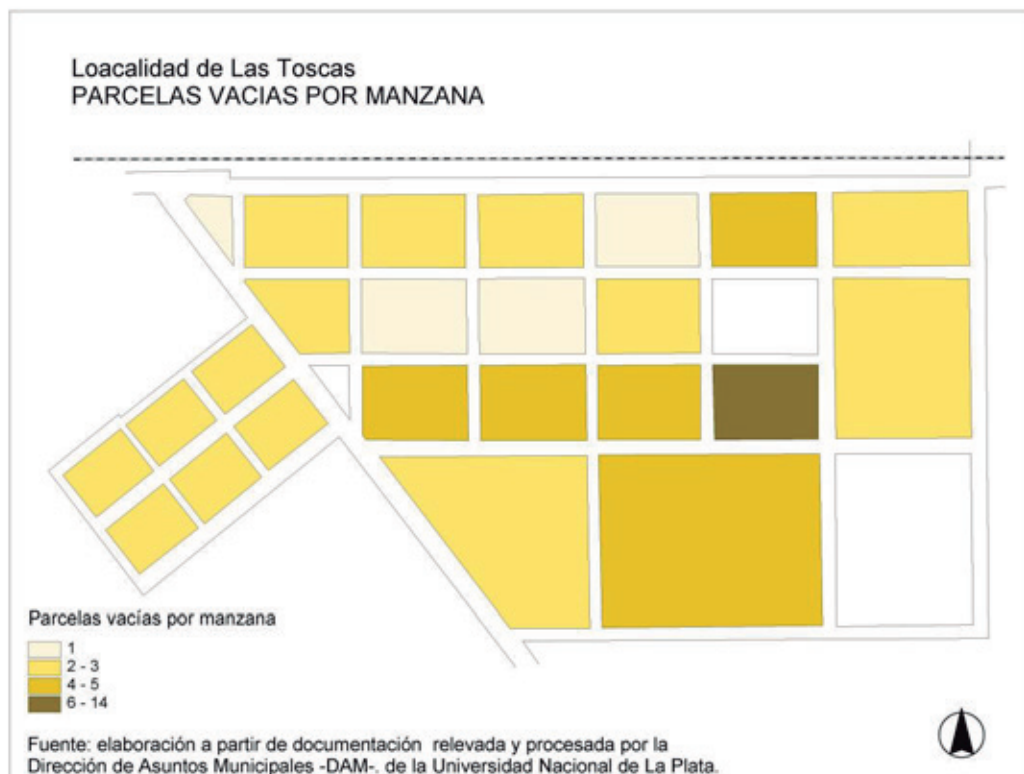 Loacalidad de Las Toscas
PARCELAS VACIAS POR MANZANA
Parcelas vacías por manzana
1
2 - 3
4 - 5
6 - 14
Fuente: elaboración a partir de documentación relevada y procesada por la
Dirección de Asuntos Municipales -DAM-. de la Universidad Nacional de La Plata.